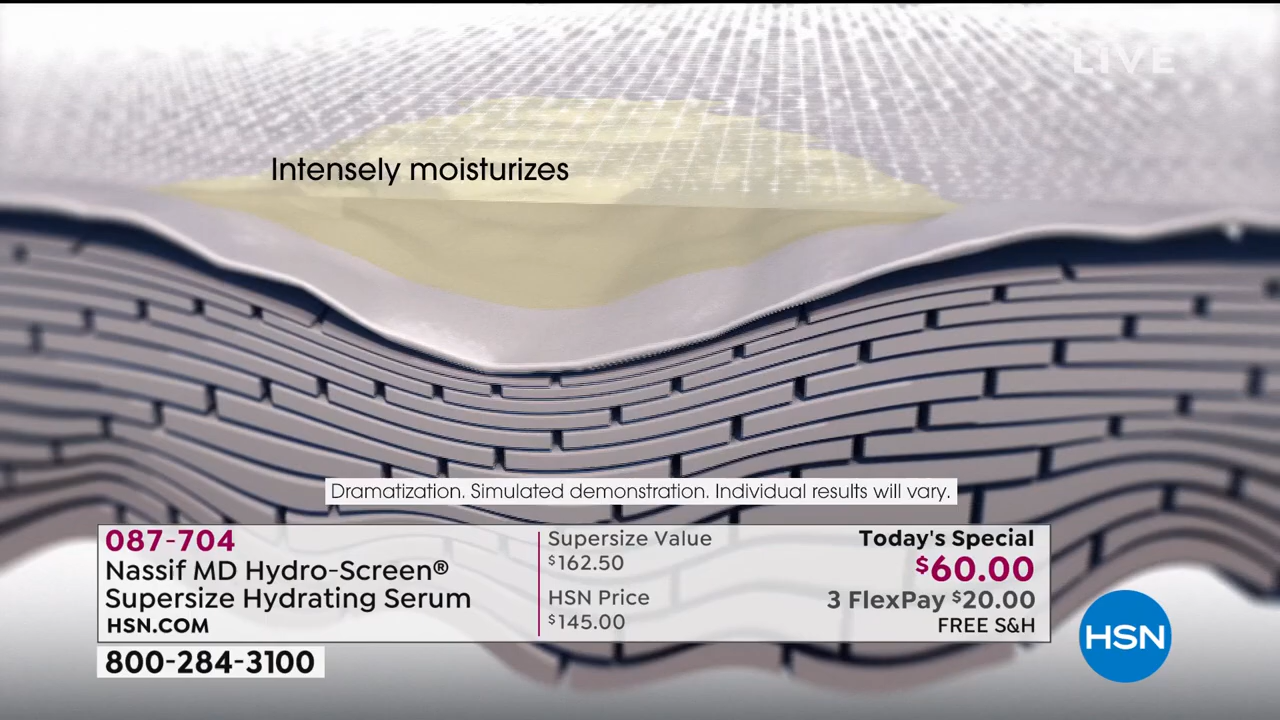 LIVE
Intensely moisturizes
Dramatization. Simulated demonstration. Individual results will vary.
087-704
Nassif MD Hydro-Screen®
Supersize Hydrating Serum
HSN.COM
Supersize Value
$162.50
HSN Price
$145.00
Today's Special
$60.00
3 FlexPay $20.00
FREE S&H
800-284-3100
HSN